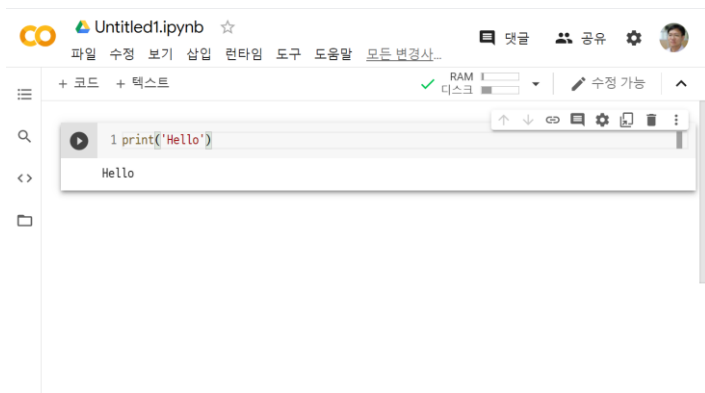 Untitled1.ipynb
댓글 공유
파일 수정 보기 삽입 런타임 도구 도움말 모든 변경사...
+ 코드 + 텍스트
RAM
디스크
수정 가능
1 print('Hello')
Hello